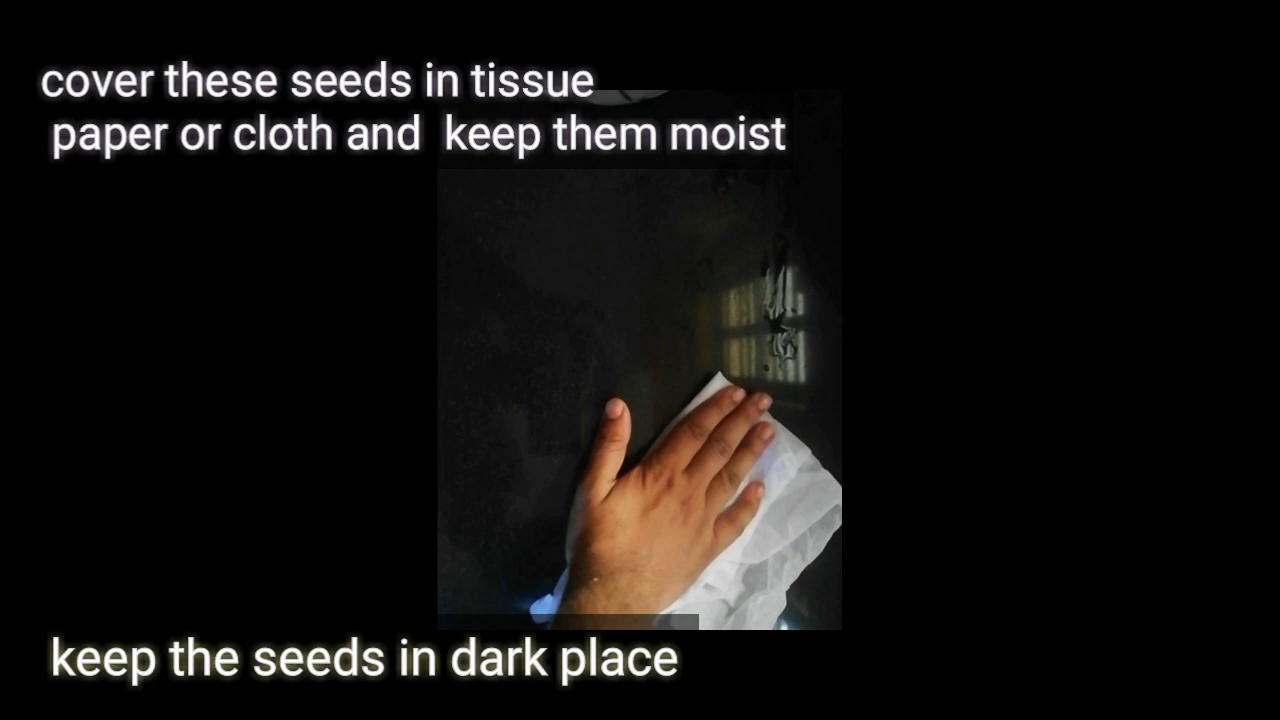 cover these seeds in tissue
paper or cloth and keep them moist
keep the seeds in dark place